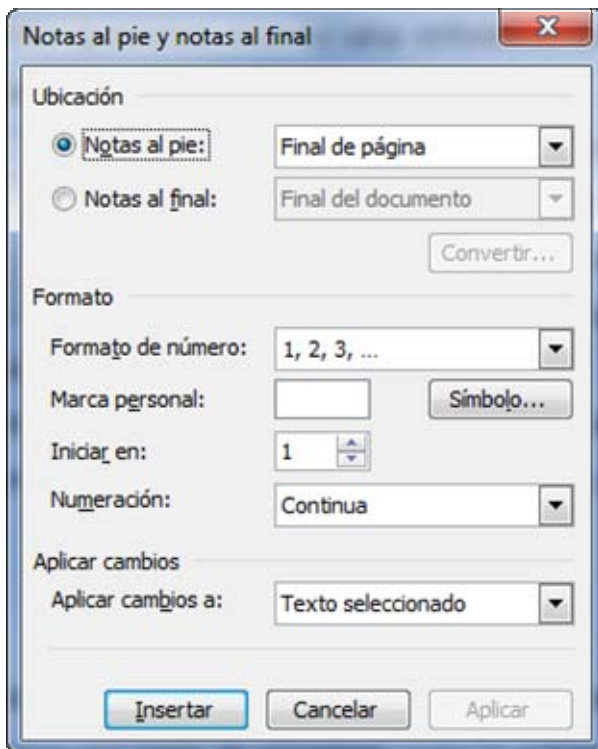 Notas al pie y notas al final
Ubicación
Notas al pie: Final de página
Notas al final: Final del documento
Convertir...
Formato
Formato de número: 1, 2, 3, ...
Marca personal: Símbolo...
Iniciar en: 1
Numeración: Continua
Aplicar cambios
Aplicar cambios a: Texto seleccionado
Insertar Cancelar Aplicar